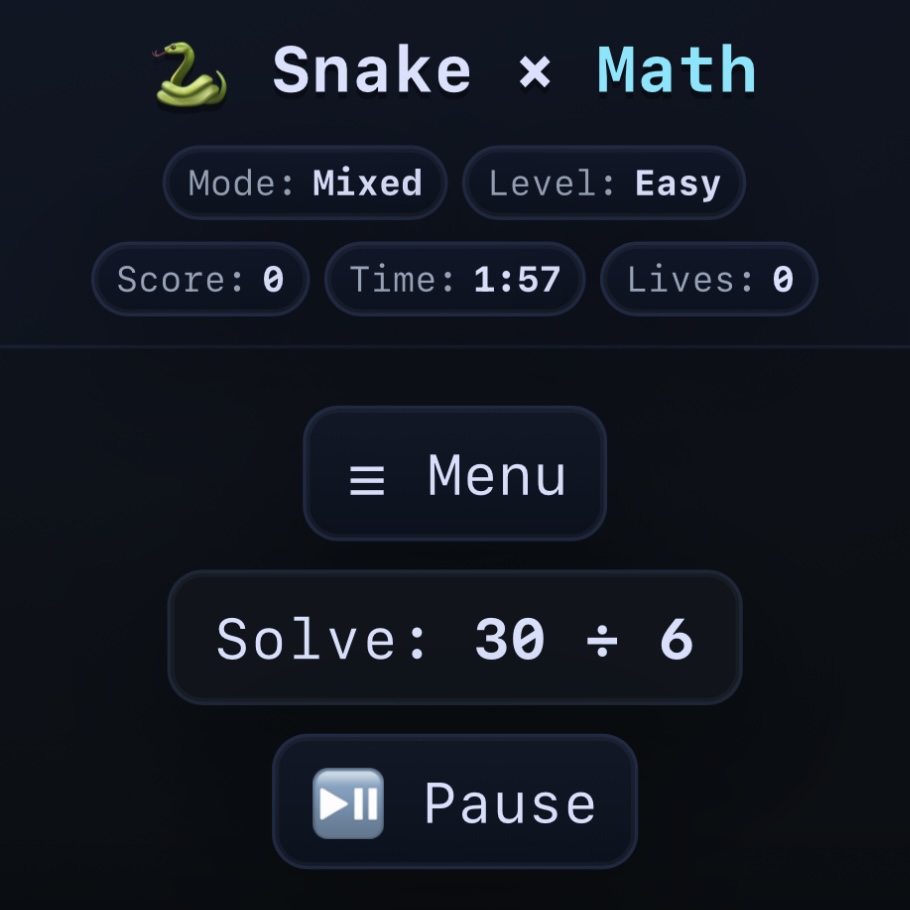 🐍 Snake × Math
Mode: Mixed Level: Easy
Score: 0 Time: 1:57 Lives: 0
≡ Menu
Solve: 30 ÷ 6
⏯ Pause